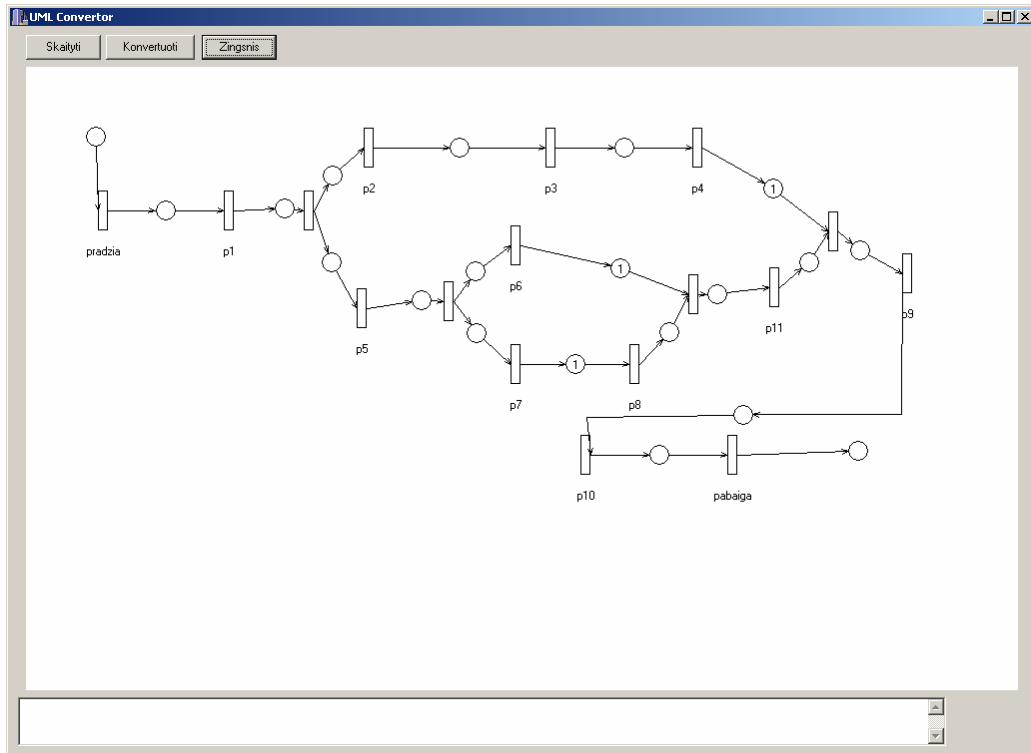 UML Convertor
Skaityti Konvertuoti Zingsnis
p2 p3 p4
1
pradzia p1
p6
1
p11
p9
p5
1
p7 p8
p10 pabaiga